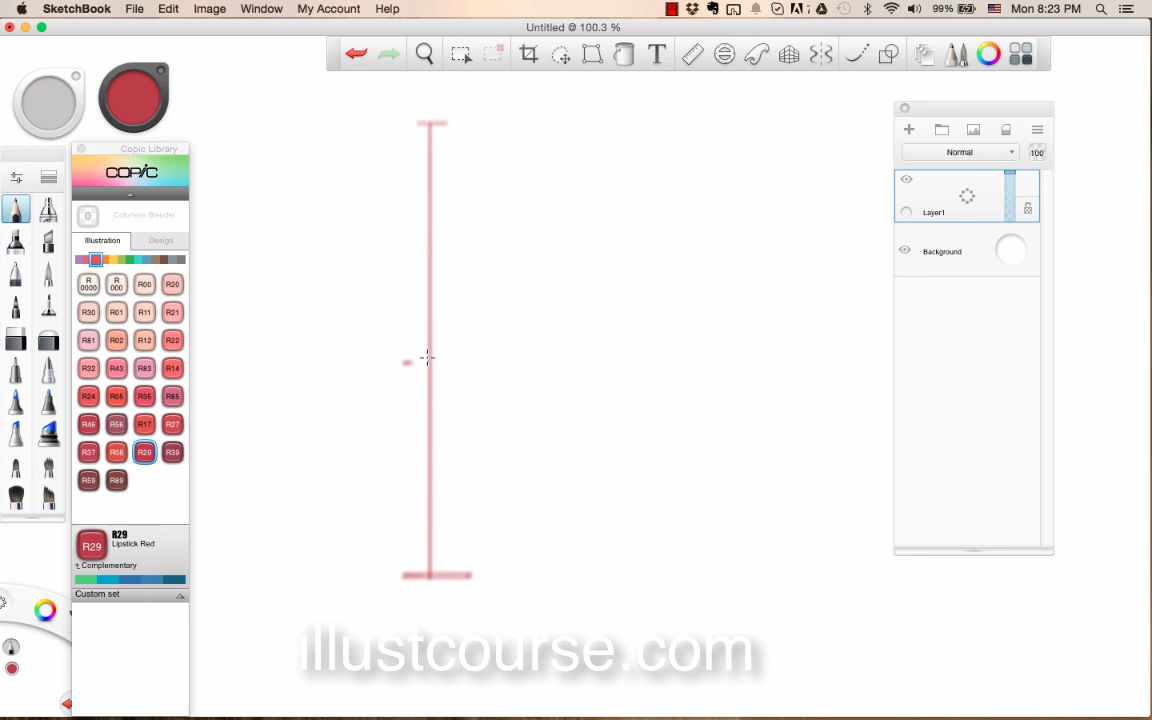 SketchBook File Edit Image Window My Account Help 99% Mon 8:23 PM
Untitled @ 100.3 %
T
Copic Library
COPIC
0 Colorless Blender
Illustration Design
R0000 R000 R00 R20
R30 R01 R11 R21
R81 R02 R12 R22
R32 R43 R83 R14
R24 R05 R35 R85
R46 R56 R17 R27
R37 R08 R29 R39
R59 R89
R29
R29
Lipstick Red
Complementary
Custom set
Normal 100
Layer1
Background
illustcourse.com